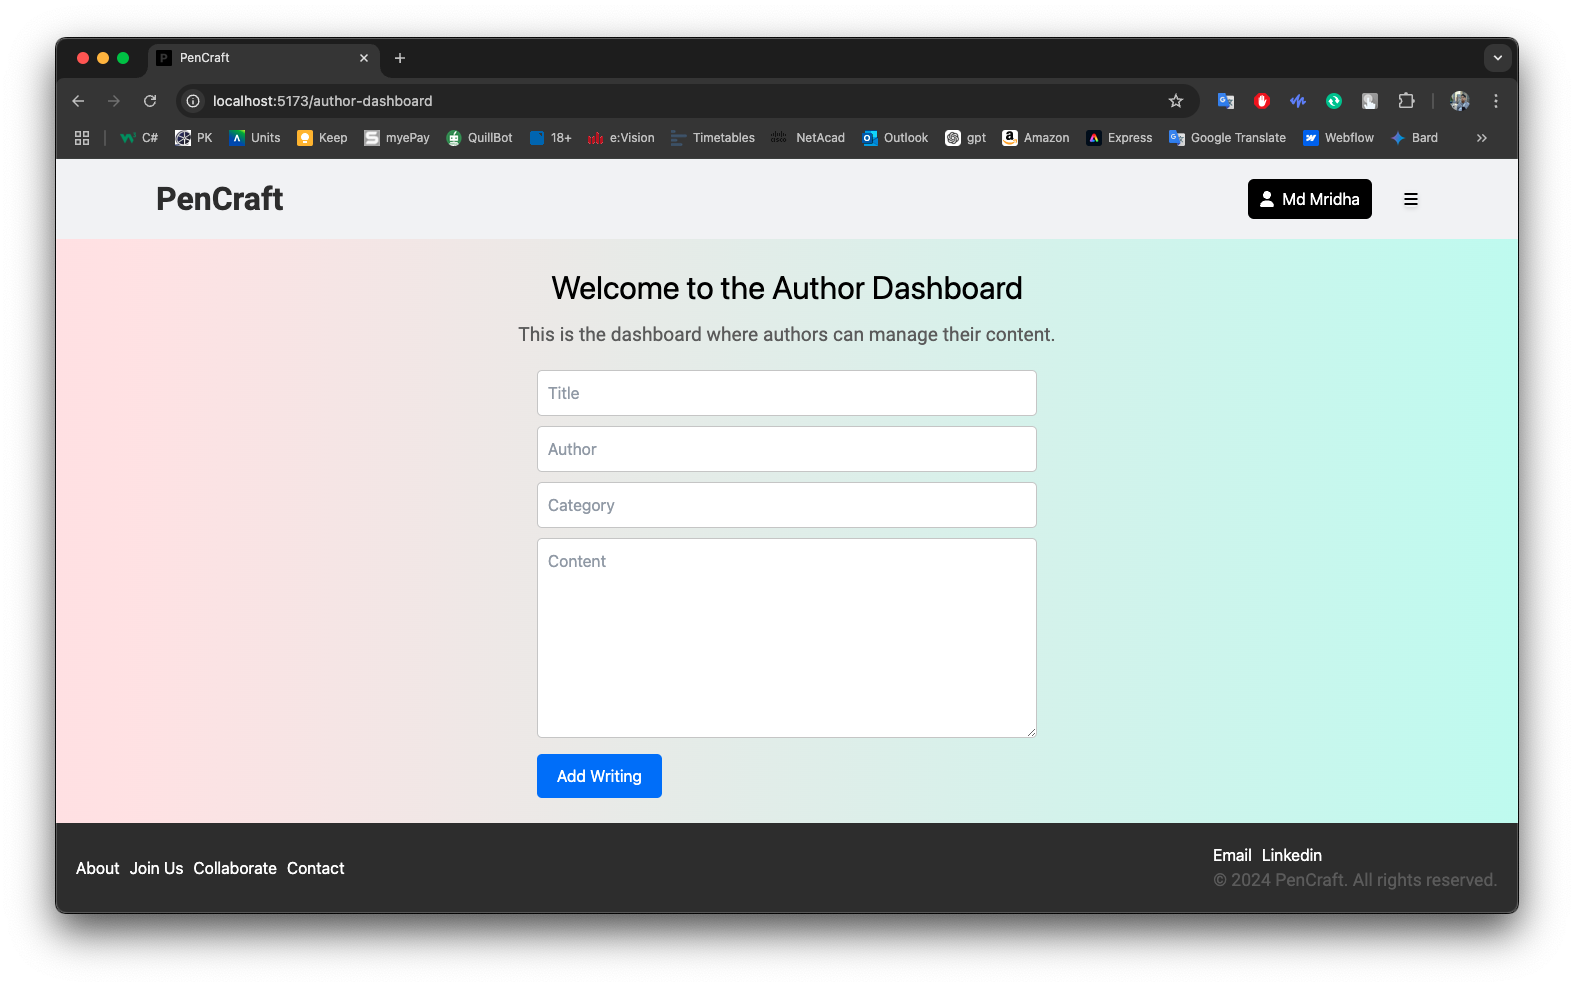 PenCraft
localhost:5173/author-dashboard
C# PK Units Keep myePay QuillBot 18+ e:Vision Timetables NetAcad Outlook gpt Amazon Express Google Translate Webflow Bard
PenCraft
Md Mridha
Welcome to the Author Dashboard
This is the dashboard where authors can manage their content.
Title
Author
Category
Content
Add Writing
About Join Us Collaborate Contact
Email Linkedin
© 2024 PenCraft. All rights reserved.